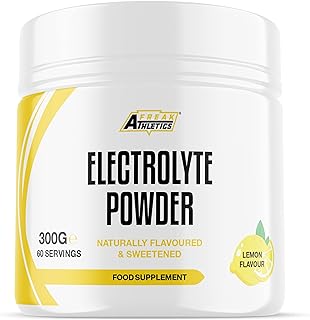 FREAK
ATHLETICS
ELECTROLYTE
POWDER
300G℮
60 SERVINGS
NATURALLY FLAVOURED
& SWEETENED
LEMON
FLAVOUR
FOOD SUPPLEMENT